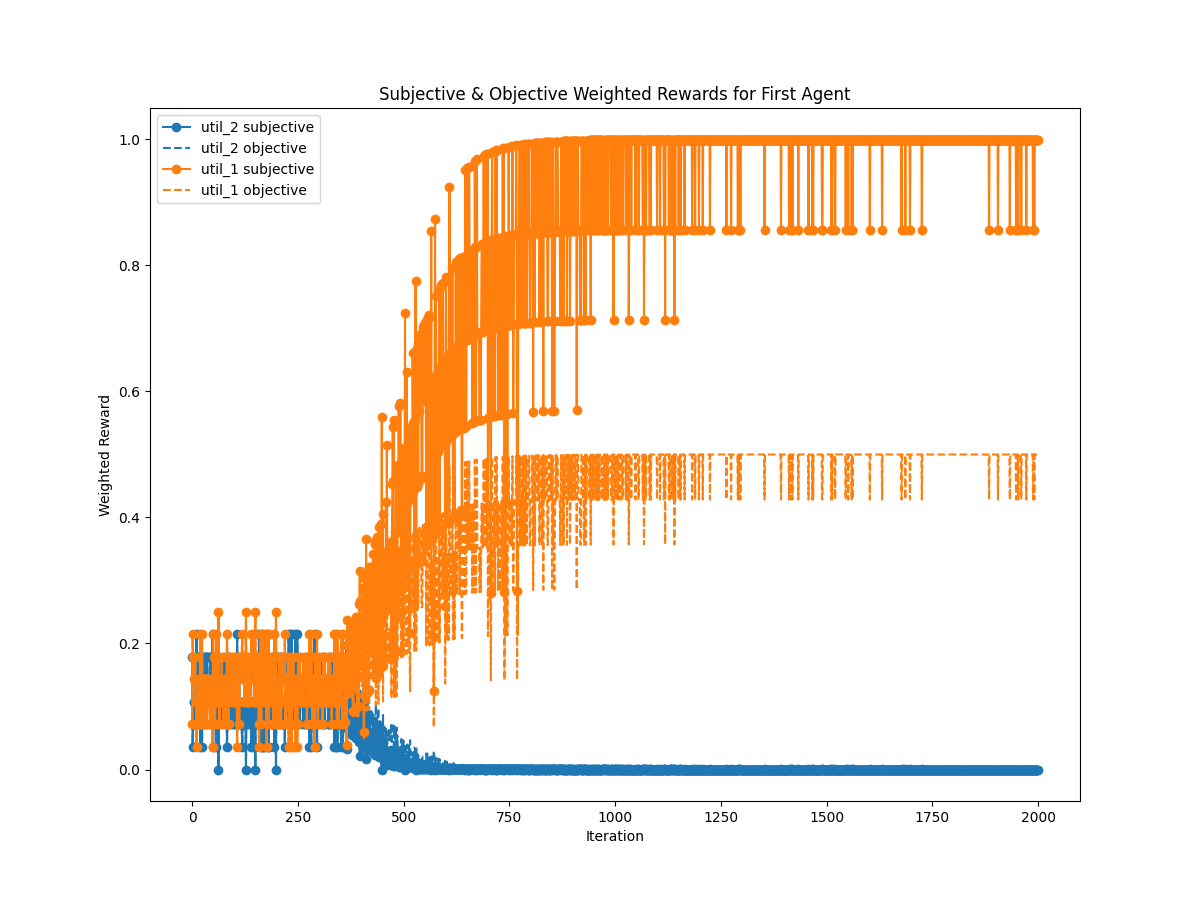 Subjective & Objective Weighted Rewards for First Agent
util_2 subjective
util_2 objective
util_1 subjective
util_1 objective
Weighted Reward
1.0
0.8
0.6
0.4
0.2
0.0
0 250 500 750 1000 1250 1500 1750 2000
Iteration